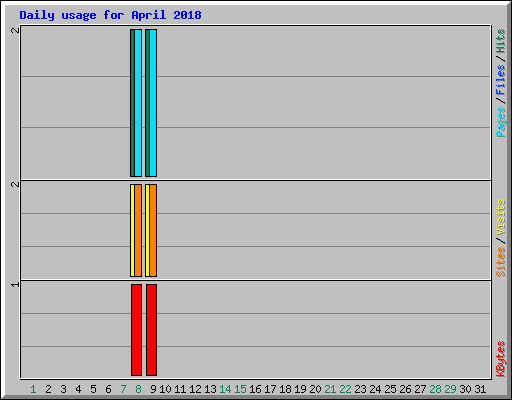 Daily usage for April 2018
2
Pages / Files / Hits
2
Sites / Visits
1
KBytes
1 2 3 4 5 6 7 8 9 10 11 12 13 14 15 16 17 18 19 20 21 22 23 24 25 26 27 28 29 30 31